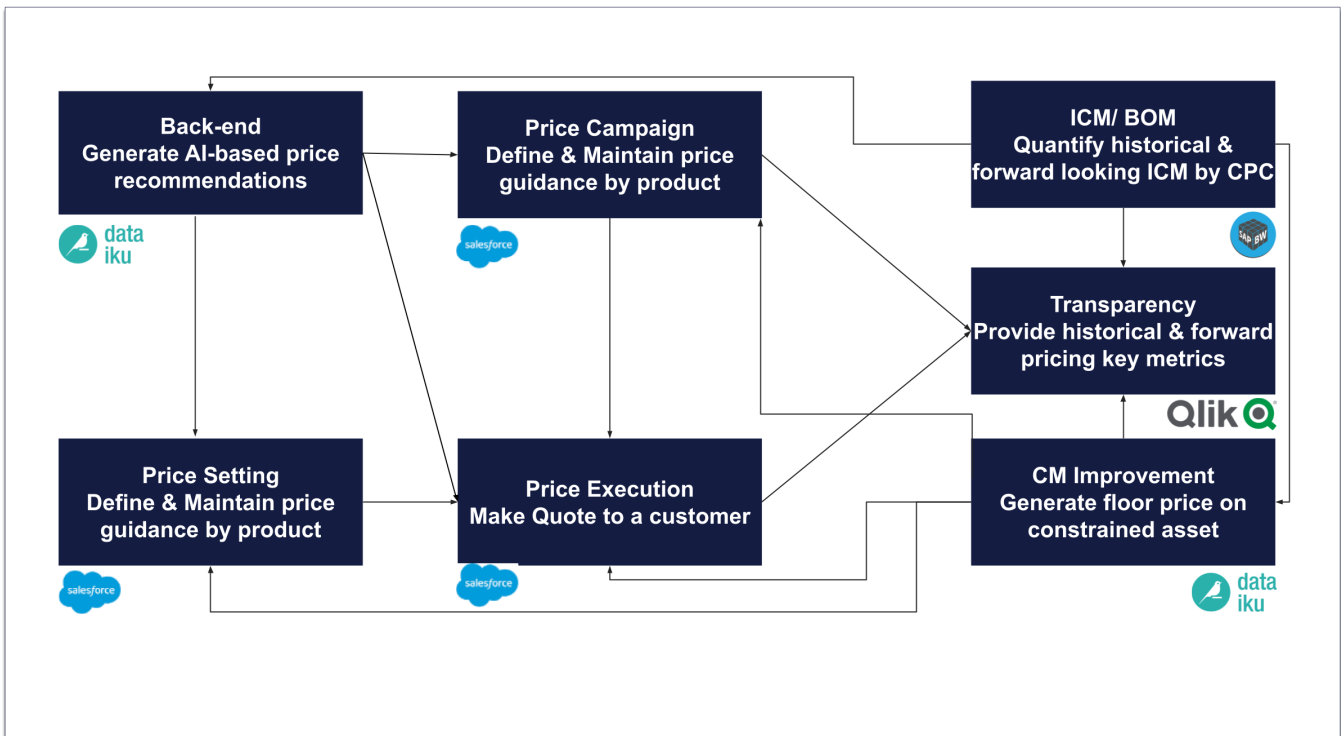 Back-end
Generate AI-based price
recommendations
data
iku
Price Campaign
Define & Maintain price
guidance by product
salesforce
ICM/ BOM
Quantify historical &
forward looking ICM by CPC
SAP BW
Transparency
Provide historical & forward
pricing key metrics
Qlik
Price Setting
Define & Maintain price
guidance by product
salesforce
Price Execution
Make Quote to a customer
salesforce
CM Improvement
Generate floor price on
constrained asset
data
iku